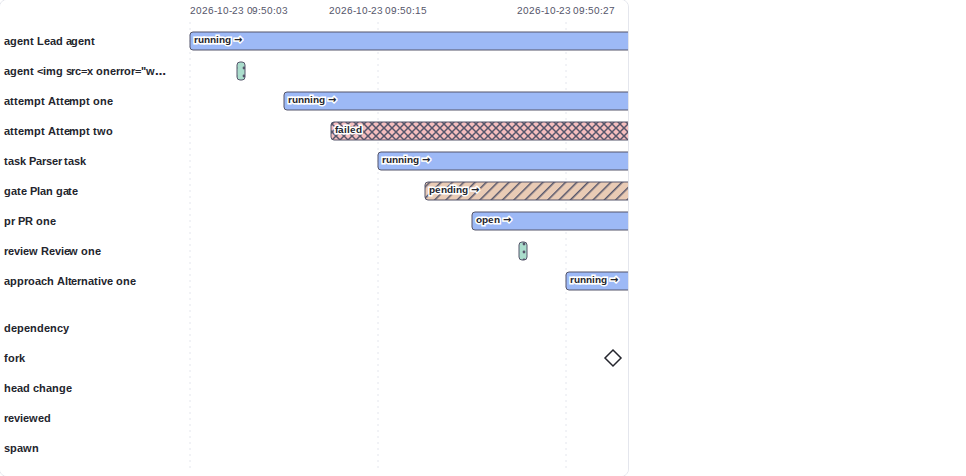 2026-10-23 09:50:03 2026-10-23 09:50:15 2026-10-23 09:50:27
agent Lead agent running →
agent <img src=x onerror="w...
attempt Attempt one running →
attempt Attempt two failed
task Parser task running →
gate Plan gate pending →
pr PR one open →
review Review one
approach Alternative one running →
dependency
fork
head change
reviewed
spawn